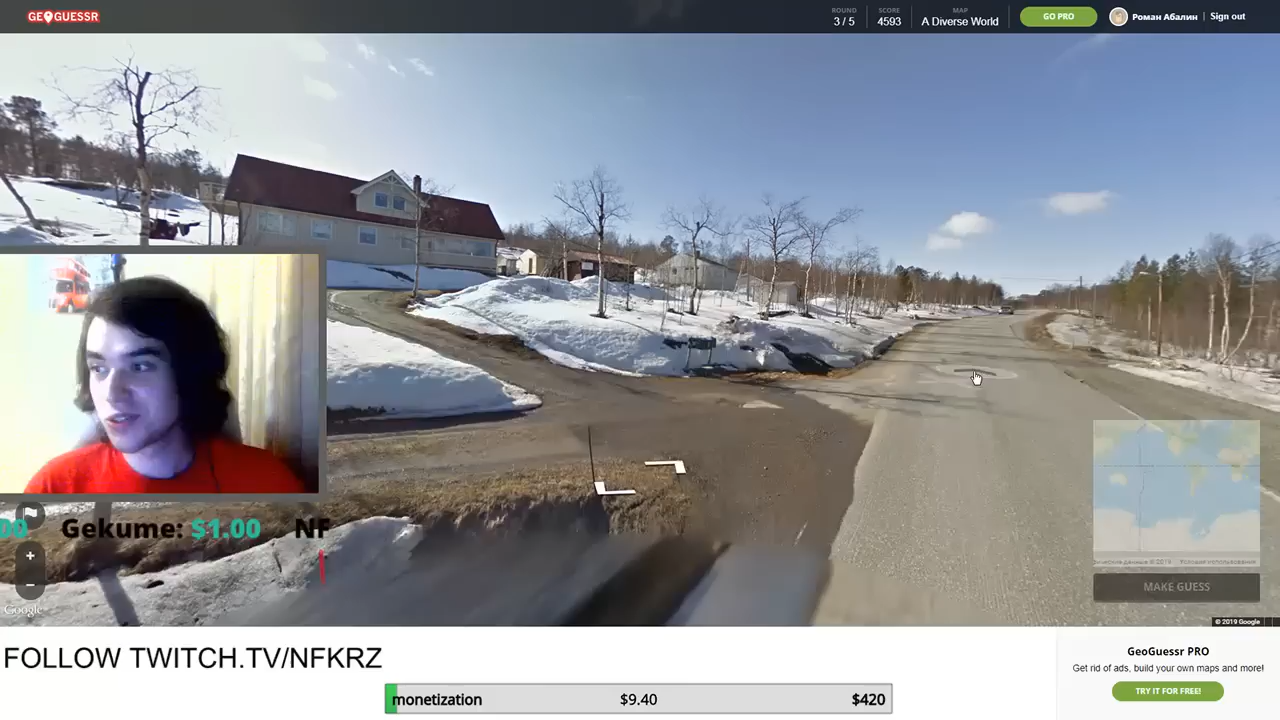 GEOGUESSR
ROUND
3 / 5
SCORE
4593
MAP
A Diverse World
GO PRO
Роман Абалин
Sign out
00 Gekume: $1.00 NF
+
−
Google
MAKE GUESS
© 2019 Google
FOLLOW TWITCH.TV/NFKRZ
monetization $9.40 $420
GeoGuessr PRO
Get rid of ads, build your own maps and more!
TRY IT FOR FREE!